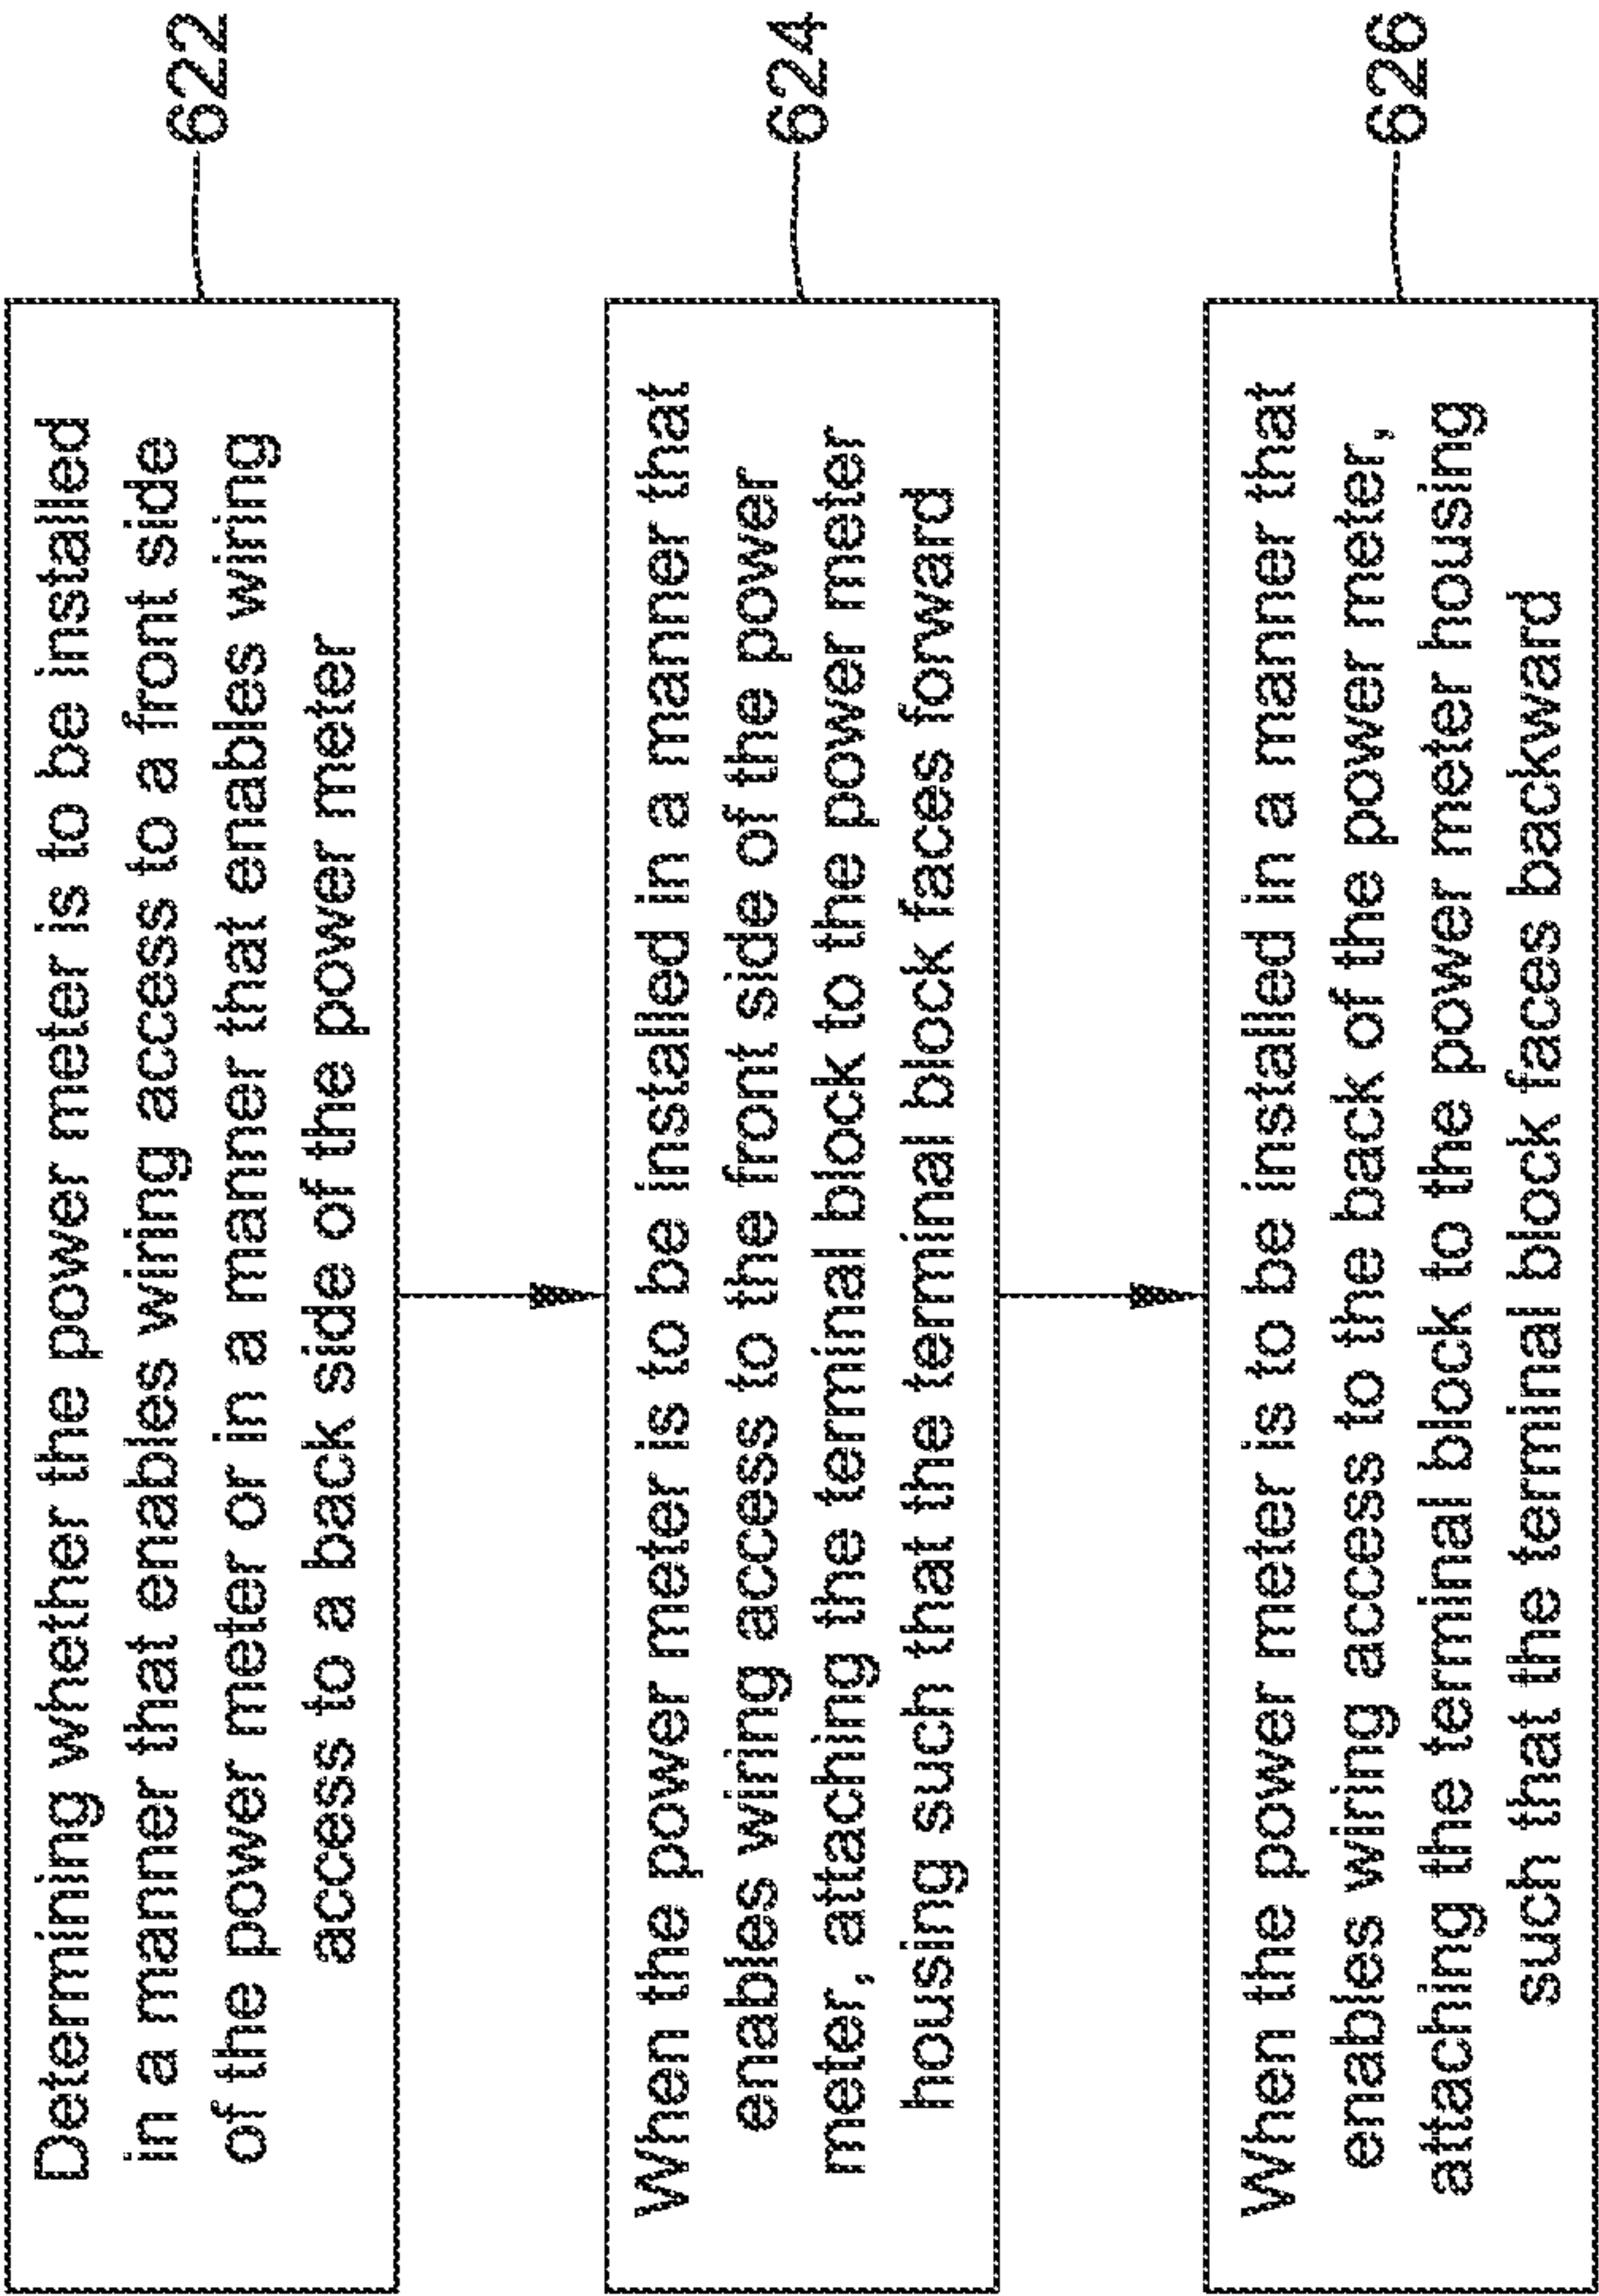 Determining whether the power meter is to be installed
in a manner that enables wiring access to a front side
of the power meter or in a manner that enables wiring
access to a back side of the power meter
622
When the power meter is to be installed in a manner that
enables wiring access to the front side of the power
meter, attaching the terminal block to the power meter
housing such that the terminal block faces forward
624
When the power meter is to be installed in a manner that
enables wiring access to the back of the power meter,
attaching the terminal block to the power meter housing
such that the terminal block faces backward
626